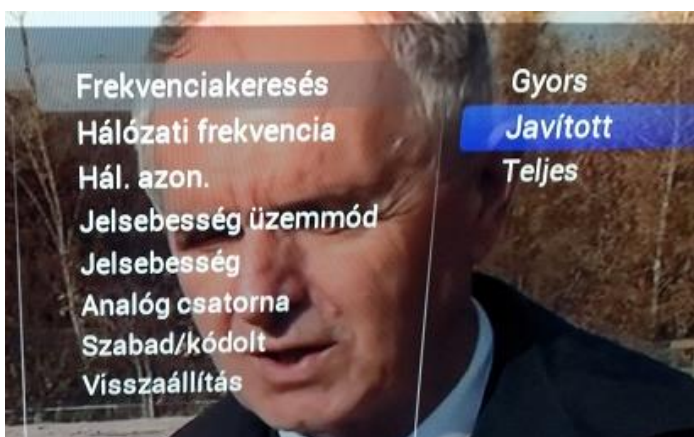 Frekvenciakeresés
Hálózati frekvencia
Hál. azon.
Jelsebesség üzemmód
Jelsebesség
Analóg csatorna
Szabad/kódolt
Visszaállítás
Gyors
Javított
Teljes